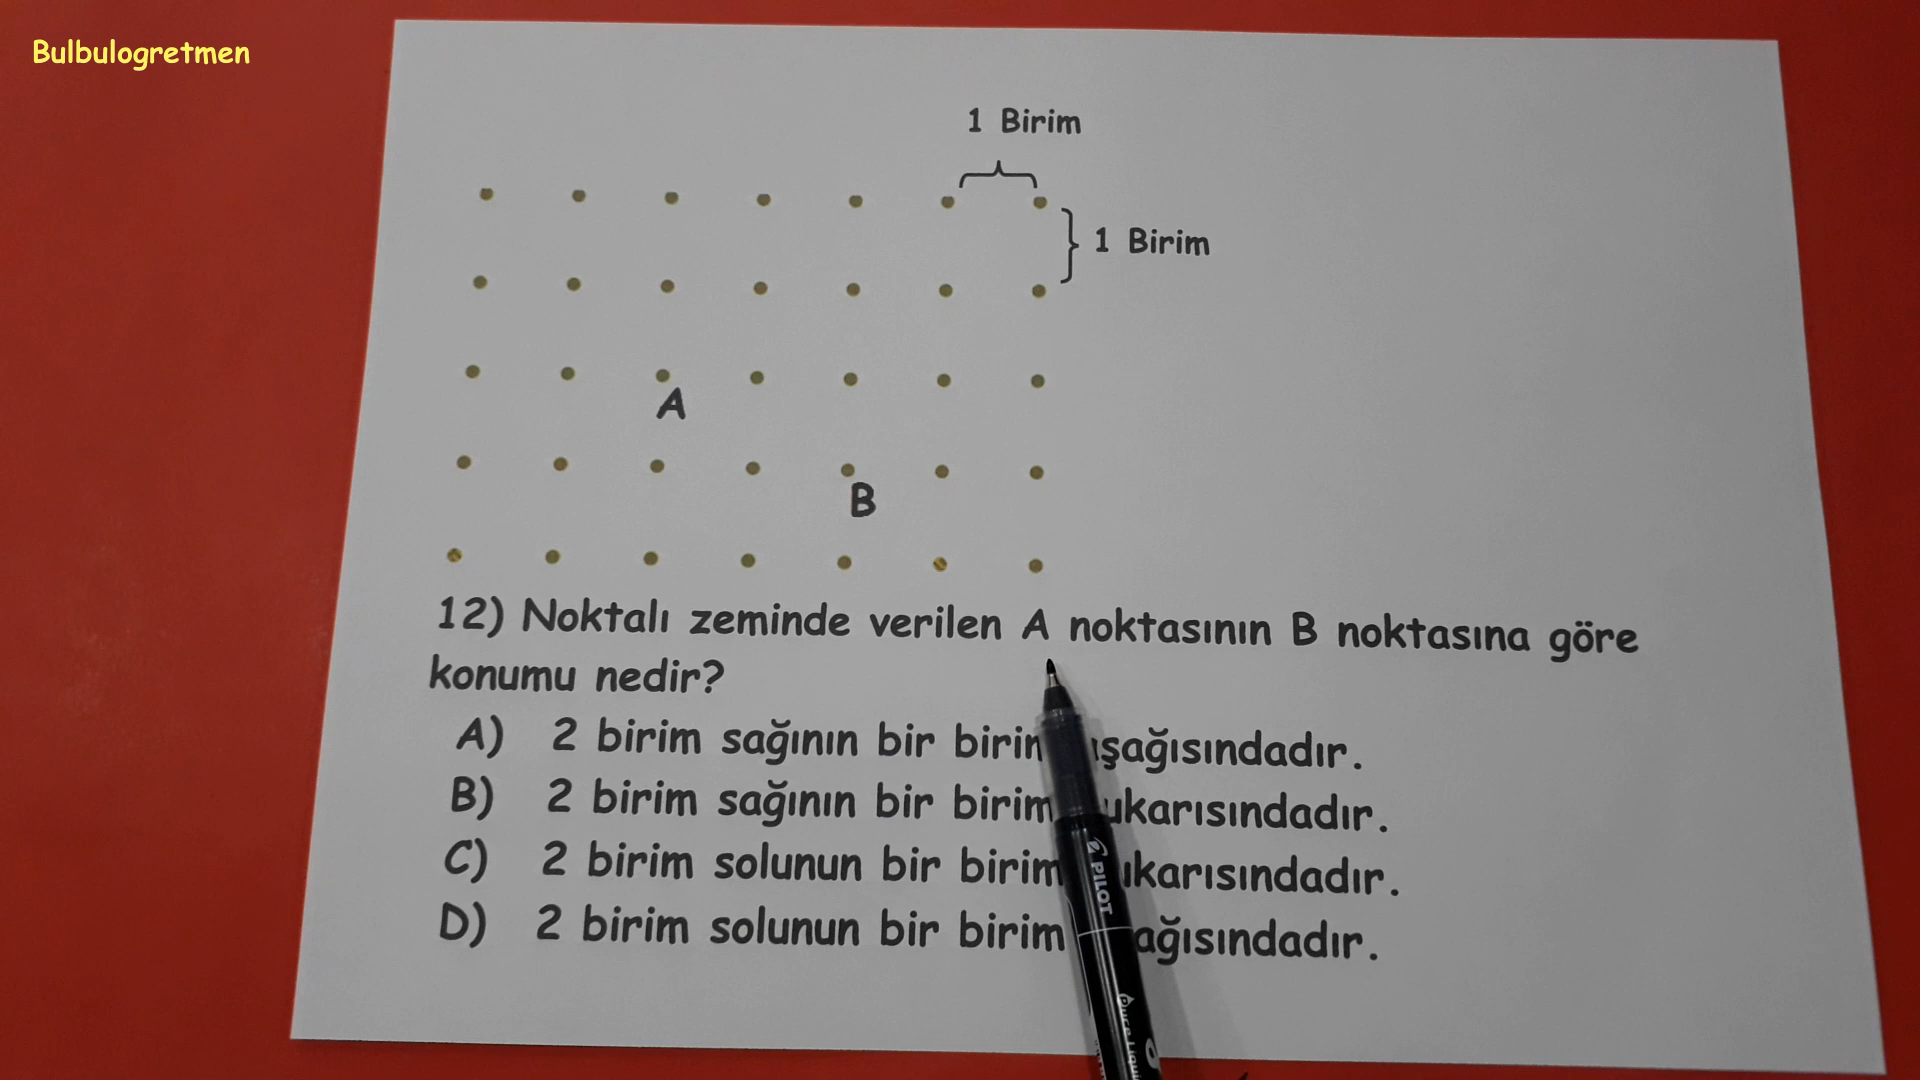 Bulbulogretmen
1 Birim
1 Birim
A
B
12) Noktalı zeminde verilen A noktasının B noktasına göre
konumu nedir?
A) 2 birim sağının bir
B) 2 birim sağının bir birim
C) 2 birim solunun bir birim
D) 2 birim solunun bir birim
PILOT